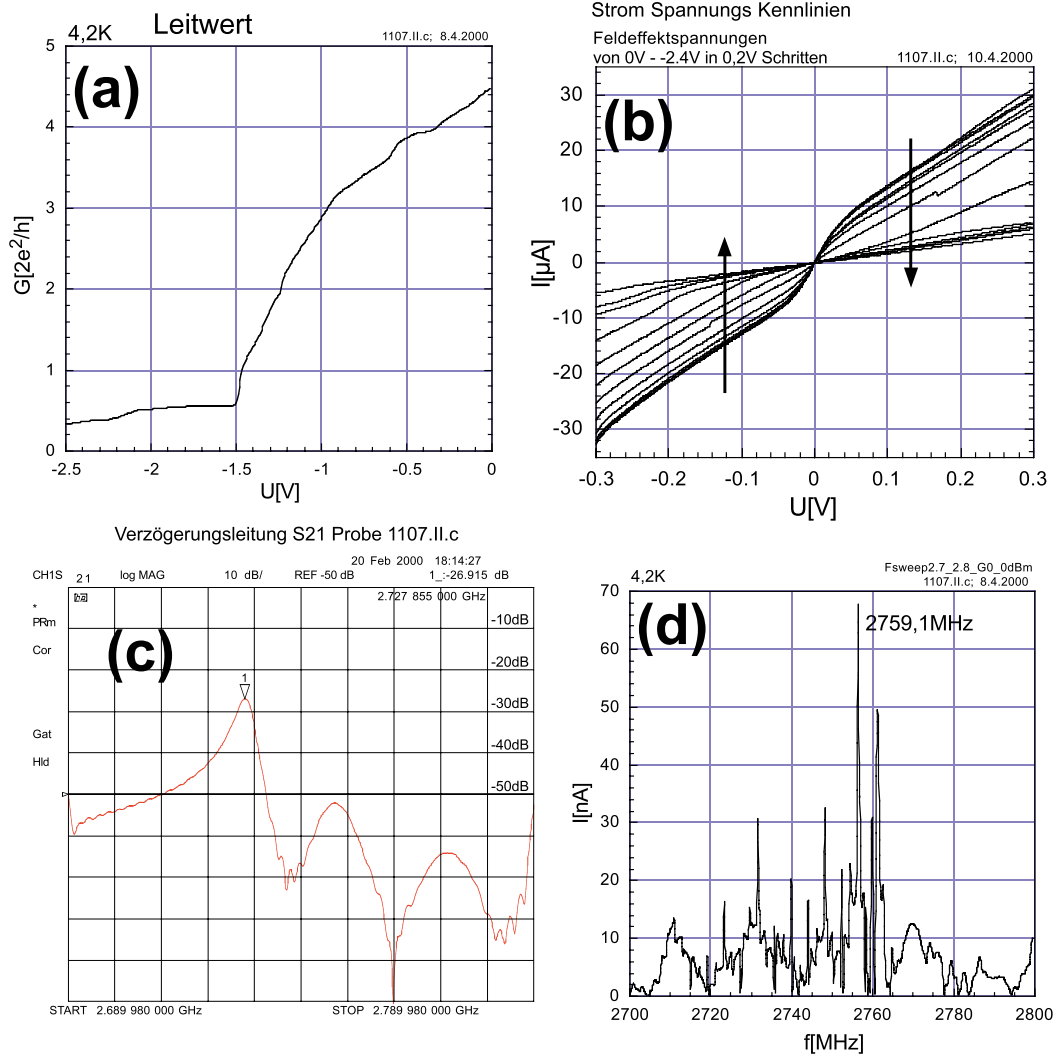 Leitwert
4,2K
1107.II.c; 8.4.2000
(a)
G[2e²/h]
5
4
3
2
1
0
-2.5 -2 -1.5 -1 -0.5 0
U[V]
Strom Spannungs Kennlinien
Feldeffektspannungen
von 0V - -2.4V in 0,2V Schritten
1107.II.c; 10.4.2000
(b)
I[µA]
30
20
10
0
-10
-20
-30
-0.3 -0.2 -0.1 0 0.1 0.2 0.3
U[V]
Verzögerungsleitung S21 Probe 1107.II.c
20 Feb 2000 18:14:27
CH1S 21 log MAG 10 dB/ REF -50 dB 1_:-26.915 dB
2.727 855 000 GHz
*
PRm
Cor
Gat
Hld
(c)
1
-10dB
-20dB
-30dB
-40dB
-50dB
START 2.689 980 000 GHz STOP 2.789 980 000 GHz
4,2K
Fsweep2.7_2.8_G0_0dBm
1107.II.c; 8.4.2000
(d)
2759,1MHz
I[nA]
70
60
50
40
30
20
10
0
2700 2720 2740 2760 2780 2800
f[MHz]